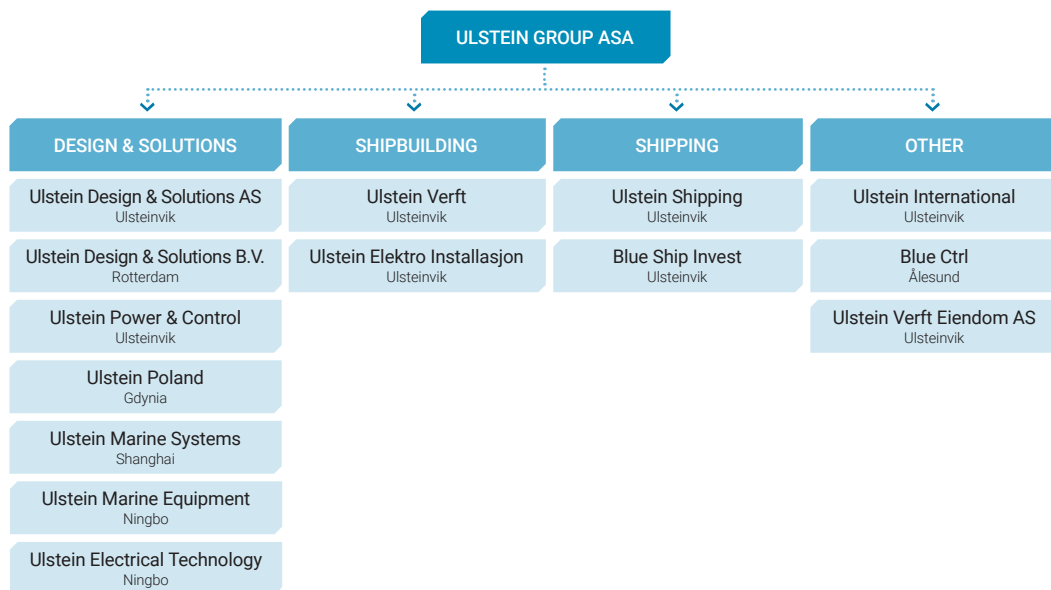 ULSTEIN GROUP ASA
DESIGN & SOLUTIONS
Ulstein Design & Solutions AS
Ulsteinvik
Ulstein Design & Solutions B.V.
Rotterdam
Ulstein Power & Control
Ulsteinvik
Ulstein Poland
Gdynia
Ulstein Marine Systems
Shanghai
Ulstein Marine Equipment
Ningbo
Ulstein Electrical Technology
Ningbo
SHIPBUILDING
Ulstein Verft
Ulsteinvik
Ulstein Elektro Installasjon
Ulsteinvik
SHIPPING
Ulstein Shipping
Ulsteinvik
Blue Ship Invest
Ulsteinvik
OTHER
Ulstein International
Ulsteinvik
Blue Ctrl
Ålesund
Ulstein Verft Eiendom AS
Ulsteinvik